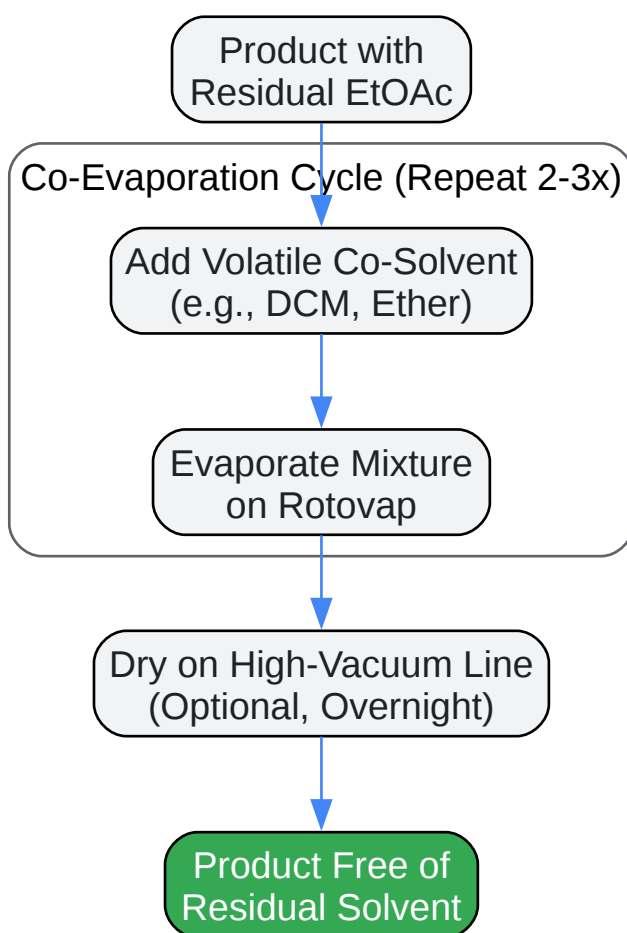 Product with
Residual EtOAc
Co-Evaporation Cycle (Repeat 2-3x)
Add Volatile Co-Solvent
(e.g., DCM, Ether)
Evaporate Mixture
on Rotovap
Dry on High-Vacuum Line
(Optional, Overnight)
Product Free of
Residual Solvent